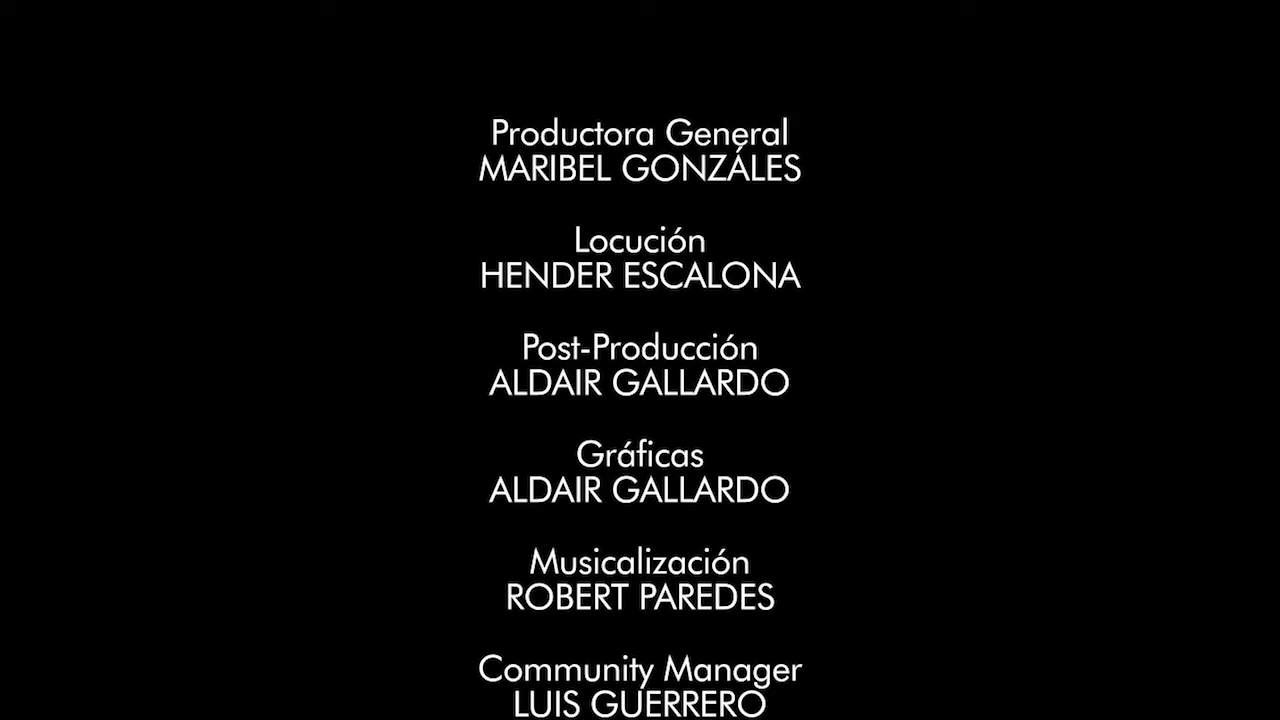 Productora General
MARIBEL GONZÁLES
Locución
HENDER ESCALONA
Post-Producción
ALDAIR GALLARDO
Gráficas
ALDAIR GALLARDO
Musicalización
ROBERT PAREDES
Community Manager
LUIS GUERRERO